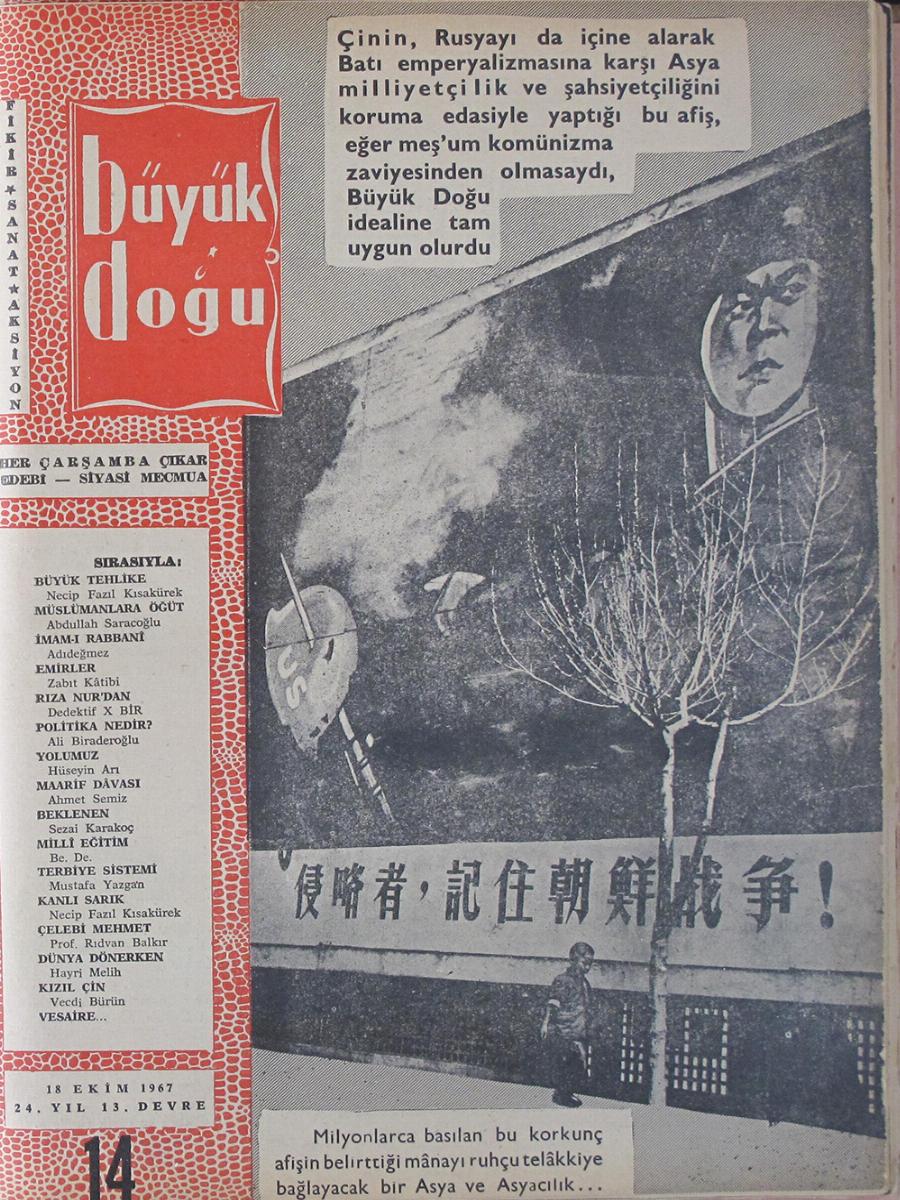 Çinin, Rusyayı da içine alarak
Batı emperyalizmasına karşı Asya
milliyetçilik ve şahsiyetçiliğini
koruma edasiyle yaptığı bu afiş,
eğer meş'um komünizma
zaviyesinden olmasaydı,
Büyük Doğu
idealine tam
uygun olurdu
FİKİR★SANAT★AKSİYON
büyük
doğu
HER ÇARŞAMBA ÇIKAR
EDEBİ — SİYASİ MECMUA
SIRASIYLA:
BÜYÜK TEHLİKE
Necip Fazıl Kısakürek
MÜSLÜMANLARA ÖĞÜT
Abdullah Saracoğlu
İMAM-I RABBANÎ
Adıdeğmez
EMİRLER
Zabıt Kâtibi
RIZA NUR'DAN
Dedektif X BİR
POLİTİKA NEDİR?
Ali Biraderoğlu
YOLUMUZ
Hüseyin Arı
MAARİF DÂVASI
Ahmet Semiz
BEKLENEN
Sezai Karakoç
MİLLÎ EĞİTİM
Be. De.
TERBİYE SİSTEMİ
Mustafa Yazgan
KANLI SARIK
Necip Fazıl Kısakürek
ÇELEBİ MEHMET
Prof. Rıdvan Balkır
DÜNYA DÖNERKEN
Hayri Melih
KIZIL ÇİN
Vecdi Bürün
VESAİRE...
18 EKİM 1967
24. YIL 13. DEVRE
14
US
侵略者，記住朝鮮战争！
Milyonlarca basılan bu korkunç
afişin belirttiği mânayı ruhçu telâkkiye
bağlayacak bir Asya ve Asyacılık...